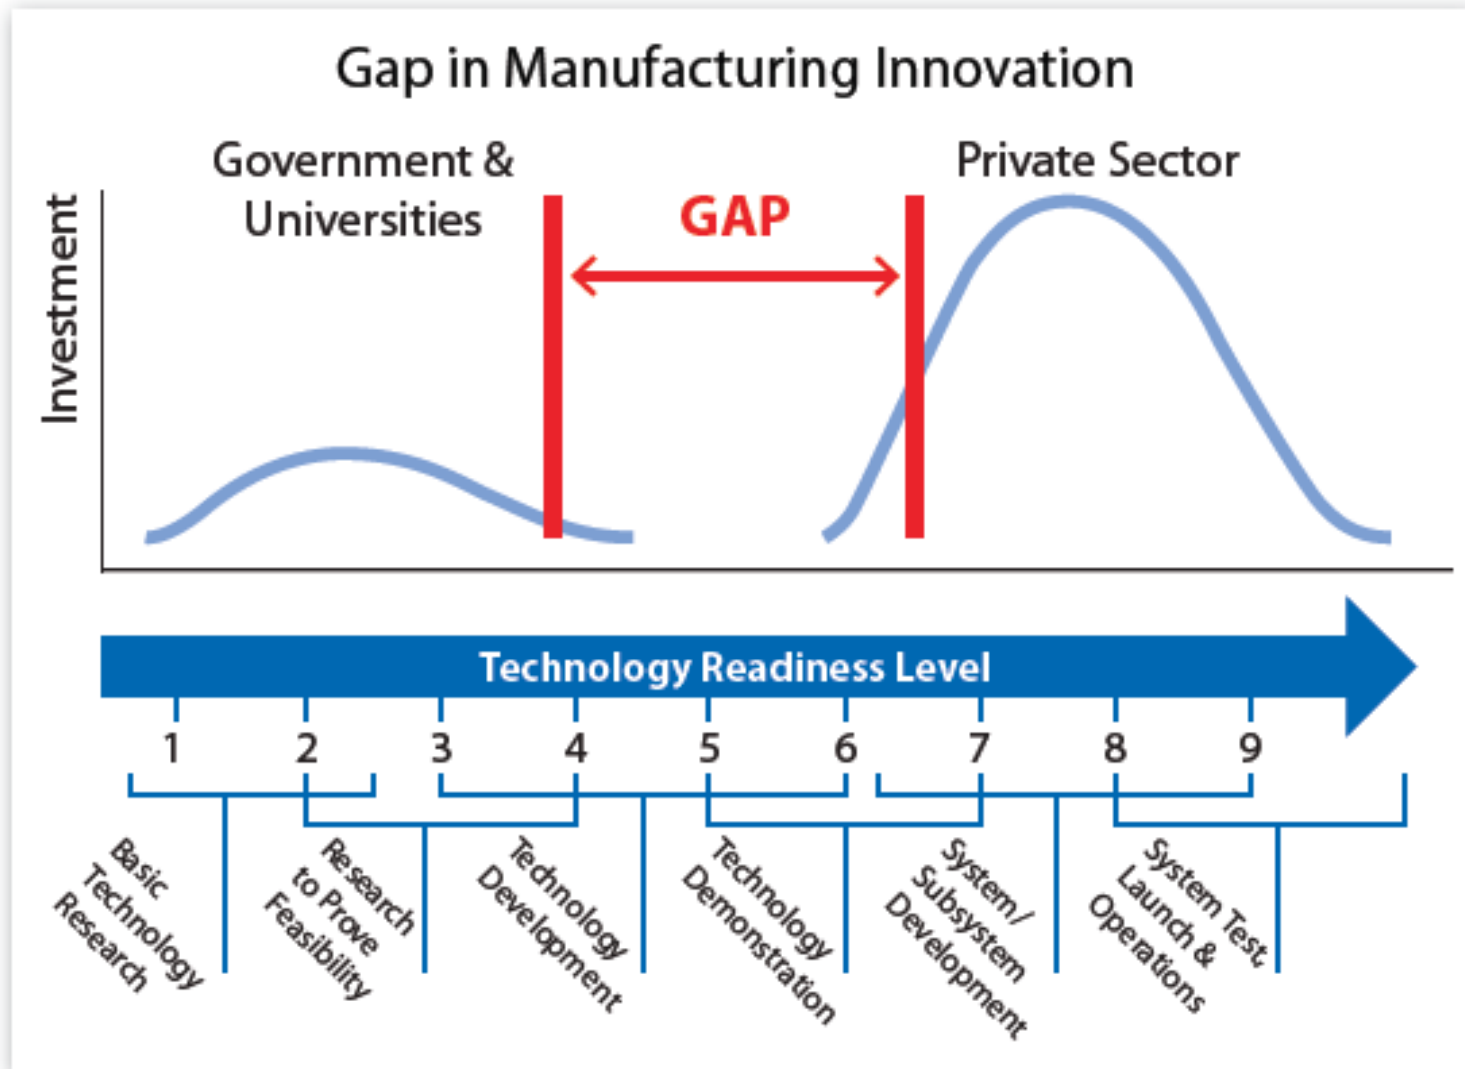 Gap in Manufacturing Innovation
Government &
Universities
GAP
Private Sector
Investment
Technology Readiness Level
1 2 3 4 5 6 7 8 9
Basic
Technology
Research
Research
to Prove
Feasibility
Technology
Development
Technology
Demonstration
System/
Subsystem
Development
System Test,
Launch &
Operations